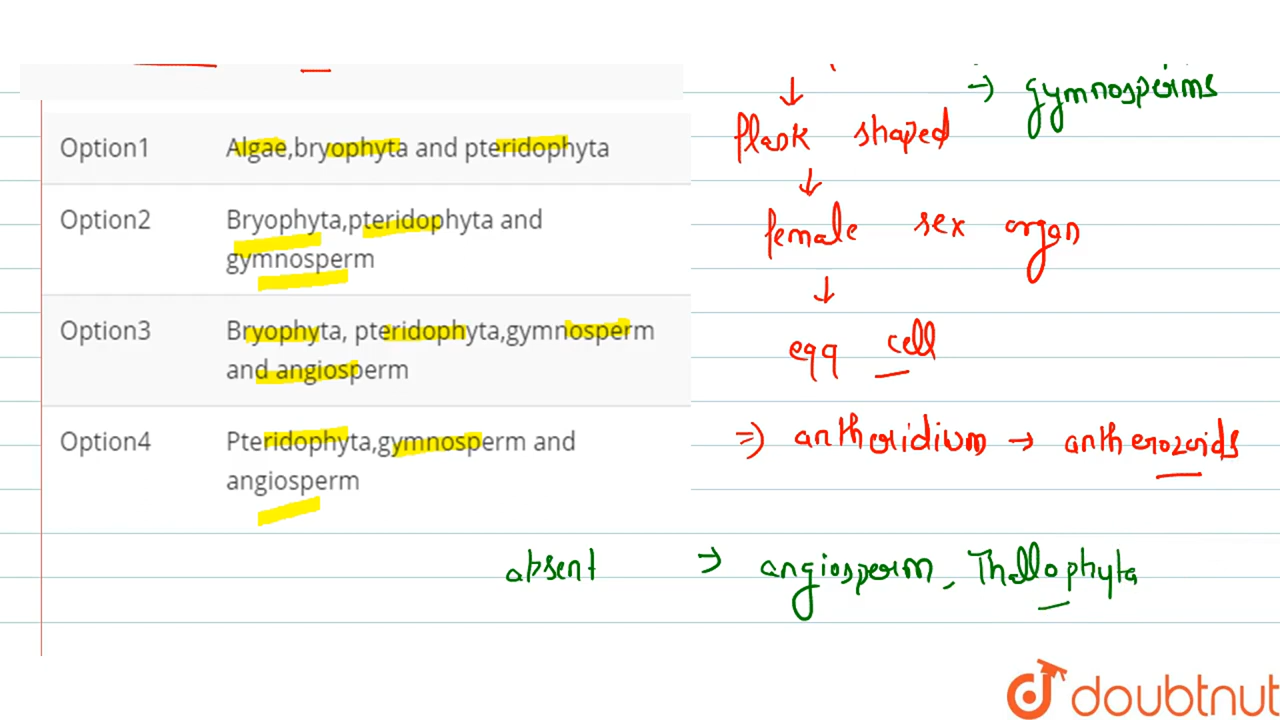 → gymnosperms
Option1 Algae,bryophyta and pteridophyta
↓
flask shaped
↓
Option2 Bryophyta,pteridophyta and
gymnosperm
female sex organ
↓
Option3 Bryophyta, pteridophyta,gymnosperm
and angiosperm
egg cell
Option4 Pteridophyta,gymnosperm and
angiosperm
⇒ antheridium → antherozoids
absent → angiosperm, Thallophyta
doubtnut